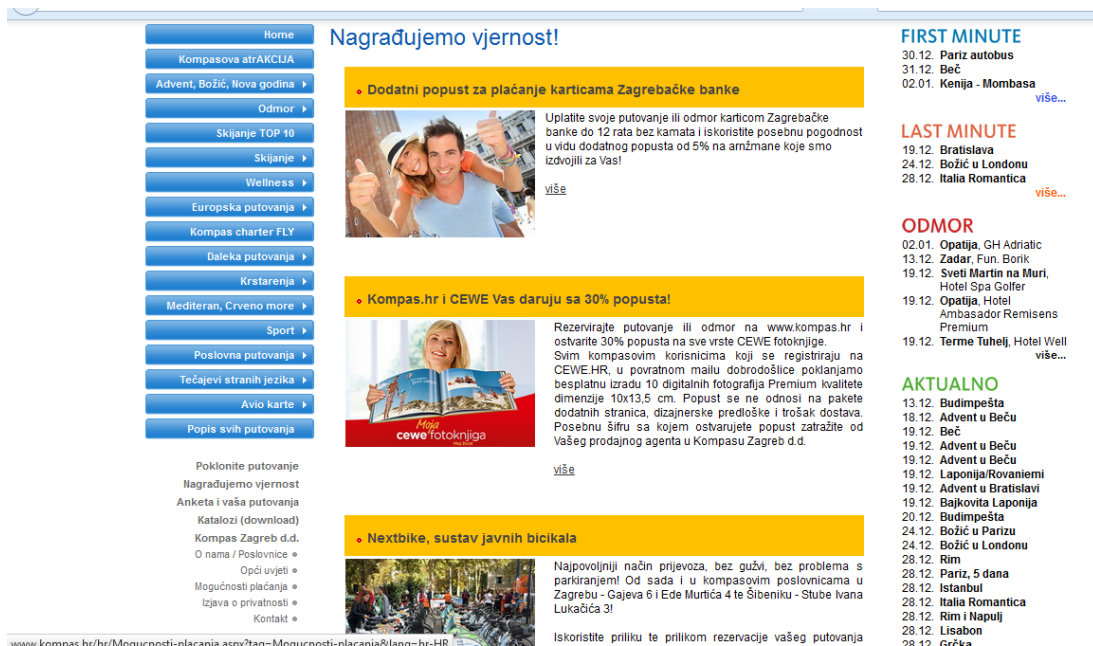 Home
Kompasova atrAKCIJA
Advent, Božić, Nova godina
Odmor
Skijanje TOP 10
Skijanje
Wellness
Europska putovanja
Kompas charter FLY
Daleka putovanja
Krstarenja
Mediteran, Crveno more
Sport
Poslovna putovanja
Tečajevi stranih jezika
Avio karte
Popis svih putovanja
Poklonite putovanje
Nagrađujemo vjernost
Anketa i vaša putovanja
Katalozi (download)
Kompas Zagreb d.d.
O nama / Poslovnice
Opći uvjeti
Mogućnosti plaćanja
Izjava o privatnosti
Kontakt
www.kompas.hr/hr/Mogucnosti-placanja.aspx?tag=Mogucnosti-placanja&lang=hr-HR
Nagrađujemo vjernost!
Dodatni popust za plaćanje karticama Zagrebačke banke
Uplatite svoje putovanje ili odmor karticom Zagrebačke
banke do 12 rata bez kamata i iskoristite posebnu pogodnost
u vidu dodatnog popusta od 5% na arnžmane koje smo
izdvojili za Vas!
više
Kompas.hr i CEWE Vas daruju sa 30% popusta!
Moja
cewe fotoknjiga
Rezervirajte putovanje ili odmor na www.kompas.hr i
ostvarite 30% popusta na sve vrste CEWE fotoknjige.
Svim kompasovim korisnicima koji se registriraju na
CEWE.HR, u povratnom mailu dobrodošlice poklanjamo
besplatnu izradu 10 digitalnih fotografija Premium kvalitete
dimenzije 10x13,5 cm. Popust se ne odnosi na pakete
dodatnih stranica, dizajnerske predloške i trošak dostava.
Posebnu šifru sa kojem ostvarujete popust zatražite od
Vašeg prodajnog agenta u Kompasu Zagreb d.d.
više
Nextbike, sustav javnih bicikala
Najpovoljniji način prijevoza, bez gužvi, bez problema s
parkiranjem! Od sada i u kompasovim poslovnicama u
Zagrebu - Gajeva 6 i Ede Murtića 4 te Šibeniku - Stube Ivana
Lukačića 3!
Iskoristite priliku te prilikom rezervacije vašeg putovanja
FIRST MINUTE
30.12. Pariz autobus
31.12. Beč
02.01. Kenija - Mombasa
više...
LAST MINUTE
19.12. Bratislava
24.12. Božić u Londonu
28.12. Italia Romantica
više...
ODMOR
02.01. Opatija, GH Adriatic
13.12. Zadar, Fun. Borik
19.12. Sveti Martin na Muri,
Hotel Spa Golfer
19.12. Opatija, Hotel
Ambasador Remisens
Premium
19.12. Terme Tuhelj, Hotel Well
više...
AKTUALNO
13.12. Budimpešta
18.12. Advent u Beču
19.12. Beč
19.12. Advent u Beču
19.12. Advent u Beču
19.12. Laponija/Rovaniemi
19.12. Advent u Bratislavi
19.12. Bajkovita Laponija
20.12. Budimpešta
24.12. Božić u Parizu
24.12. Božić u Londonu
28.12. Rim
28.12. Pariz, 5 dana
28.12. Istanbul
28.12. Italia Romantica
28.12. Rim i Napulj
28.12. Lisabon
28.12. Grčka